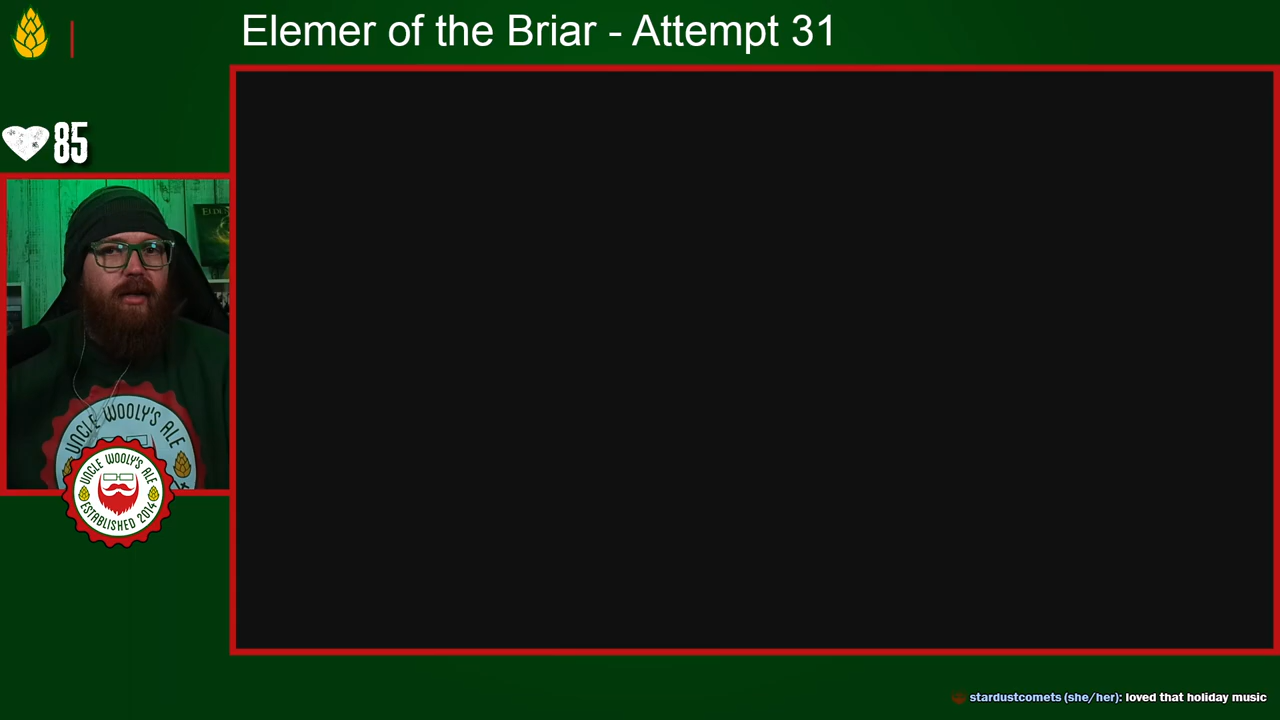 Elemer of the Briar - Attempt 31
85
ELDE
UNCLE WOOLY'S ALE
UNCLE WOOLY'S ALE
ESTABLISHED 2014
stardustcomets (she/her): loved that holiday music